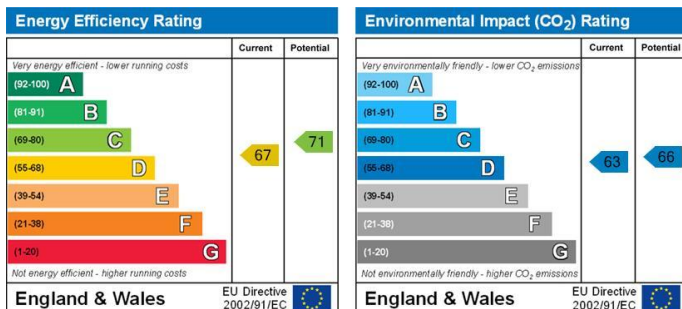 Energy Efficiency Rating
Current Potential
Very energy efficient - lower running costs
(92-100) A
(81-91) B
(69-80) C
(55-68) D
(39-54) E
(21-38) F
(1-20) G
67
71
Not energy efficient - higher running costs
England & Wales
EU Directive
2002/91/EC
Environmental Impact (CO₂) Rating
Current Potential
Very environmentally friendly - lower CO₂ emissions
(92-100) A
(81-91) B
(69-80) C
(55-68) D
(39-54) E
(21-38) F
(1-20) G
63
66
Not environmentally friendly - higher CO₂ emissions
England & Wales
EU Directive
2002/91/EC